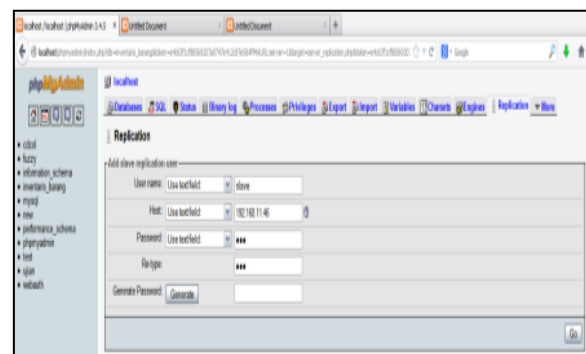 localhost / localhost | phpMyAdmin 3.4.5
Untitled Document
Untitled Document
Google
phpMyAdmin
localhost
Databases SQL Status Binary log Processes Privileges Export Import Variables Charsets Engines Replication More
Replication
Add slave replication user
User name: Use text field: slave
Host: Use text field: 192.168.11.46
Password: Use text field: •••
Re-type: •••
Generate Password: Generate
Go
cdcol
fuzzy
information_schema
inventaris_barang
mysql
new
performance_schema
phpmyadmin
test
ujian
webauth